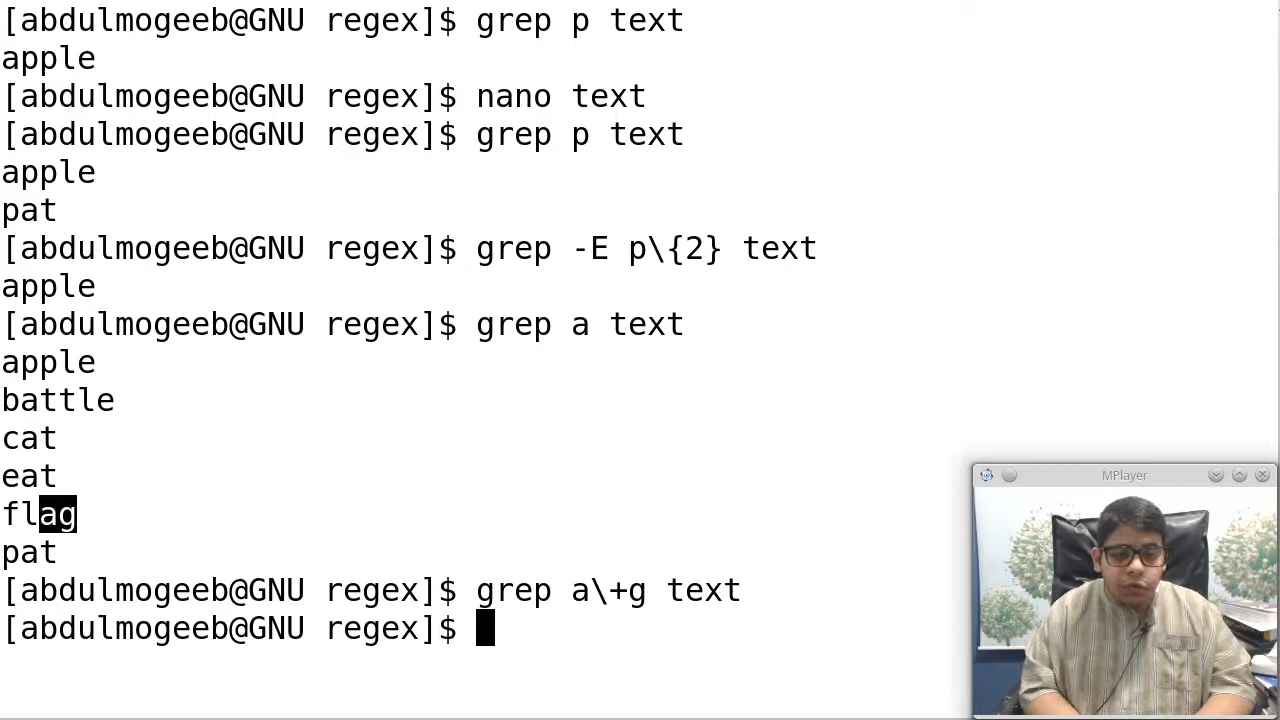 [abdulmogeeb@GNU regex]$ grep p text
apple
[abdulmogeeb@GNU regex]$ nano text
[abdulmogeeb@GNU regex]$ grep p text
apple
pat
[abdulmogeeb@GNU regex]$ grep -E p\{2} text
apple
[abdulmogeeb@GNU regex]$ grep a text
apple
battle
cat
eat
flag
pat
[abdulmogeeb@GNU regex]$ grep a\+g text
[abdulmogeeb@GNU regex]$
MPlayer